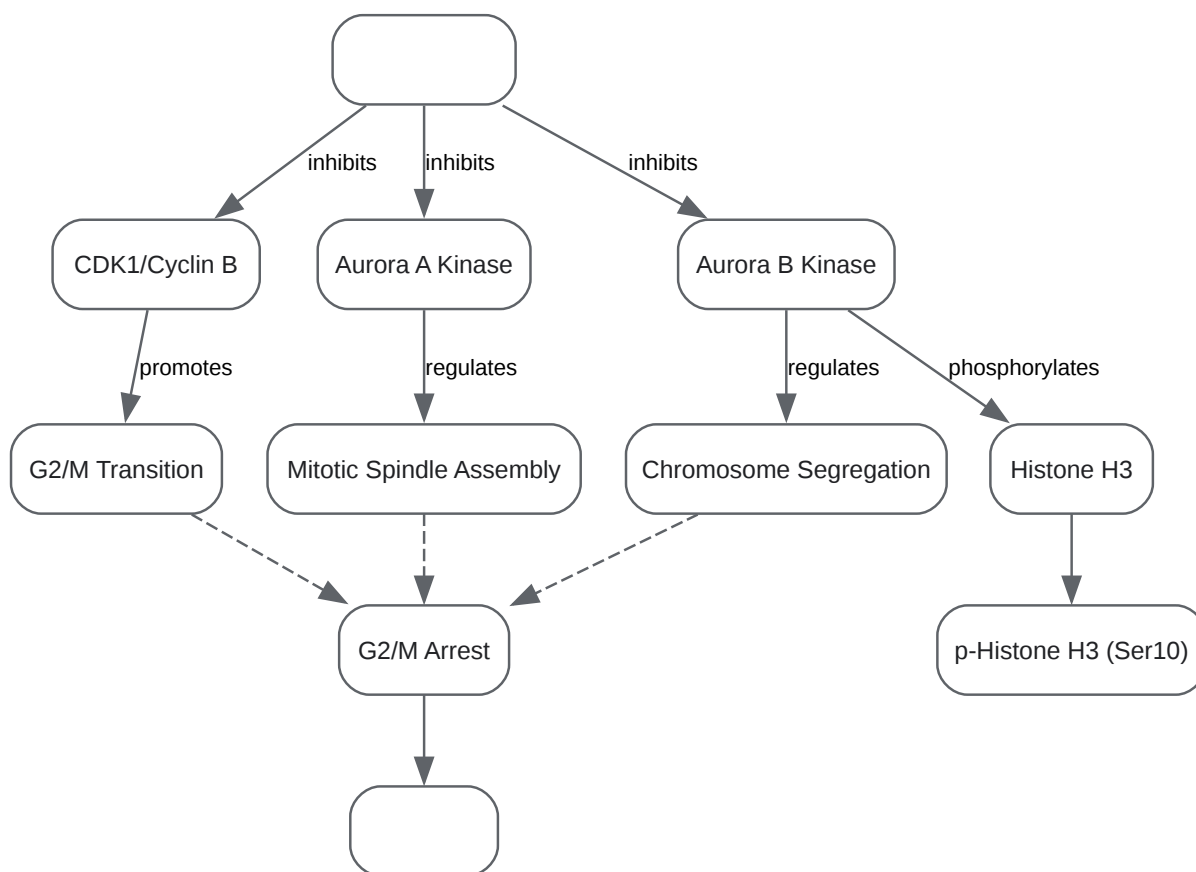 inhibits
inhibits
inhibits
CDK1/Cyclin B
Aurora A Kinase
Aurora B Kinase
promotes
regulates
regulates
phosphorylates
G2/M Transition
Mitotic Spindle Assembly
Chromosome Segregation
Histone H3
G2/M Arrest
p-Histone H3 (Ser10)